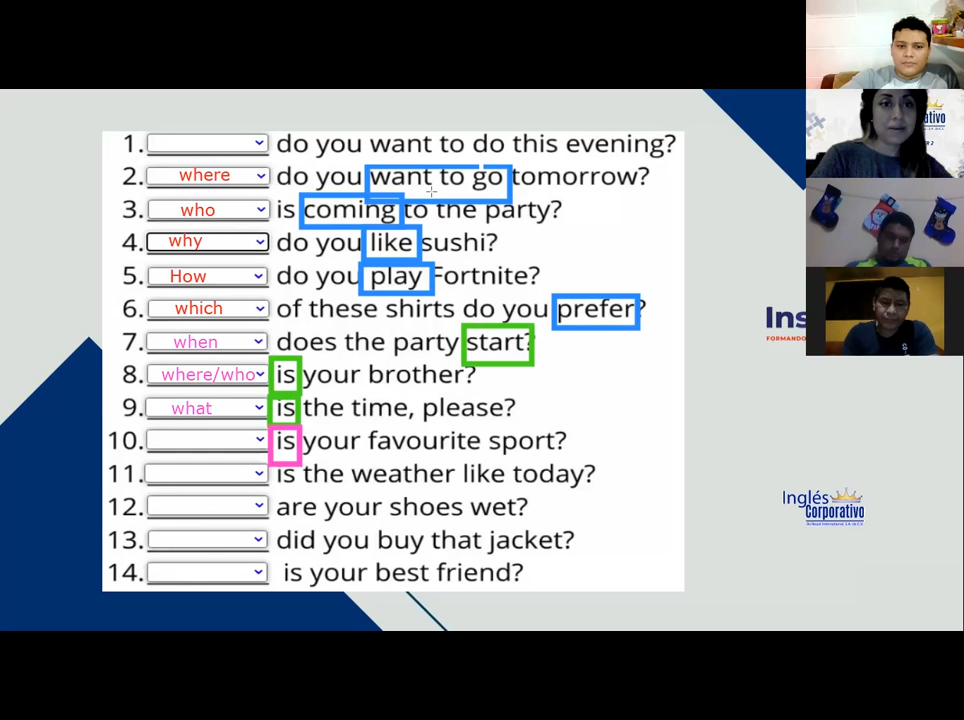 1. do you want to do this evening?
2. where do you want to go tomorrow?
3. who is coming to the party?
4. why do you like sushi?
5. How do you play Fortnite?
6. which of these shirts do you prefer?
7. when does the party start?
8. where/who is your brother?
9. what is the time, please?
10. is your favourite sport?
11. is the weather like today?
12. are your shoes wet?
13. did you buy that jacket?
14. is your best friend?
Ins
FORMANDO
Inglés
Corporativo